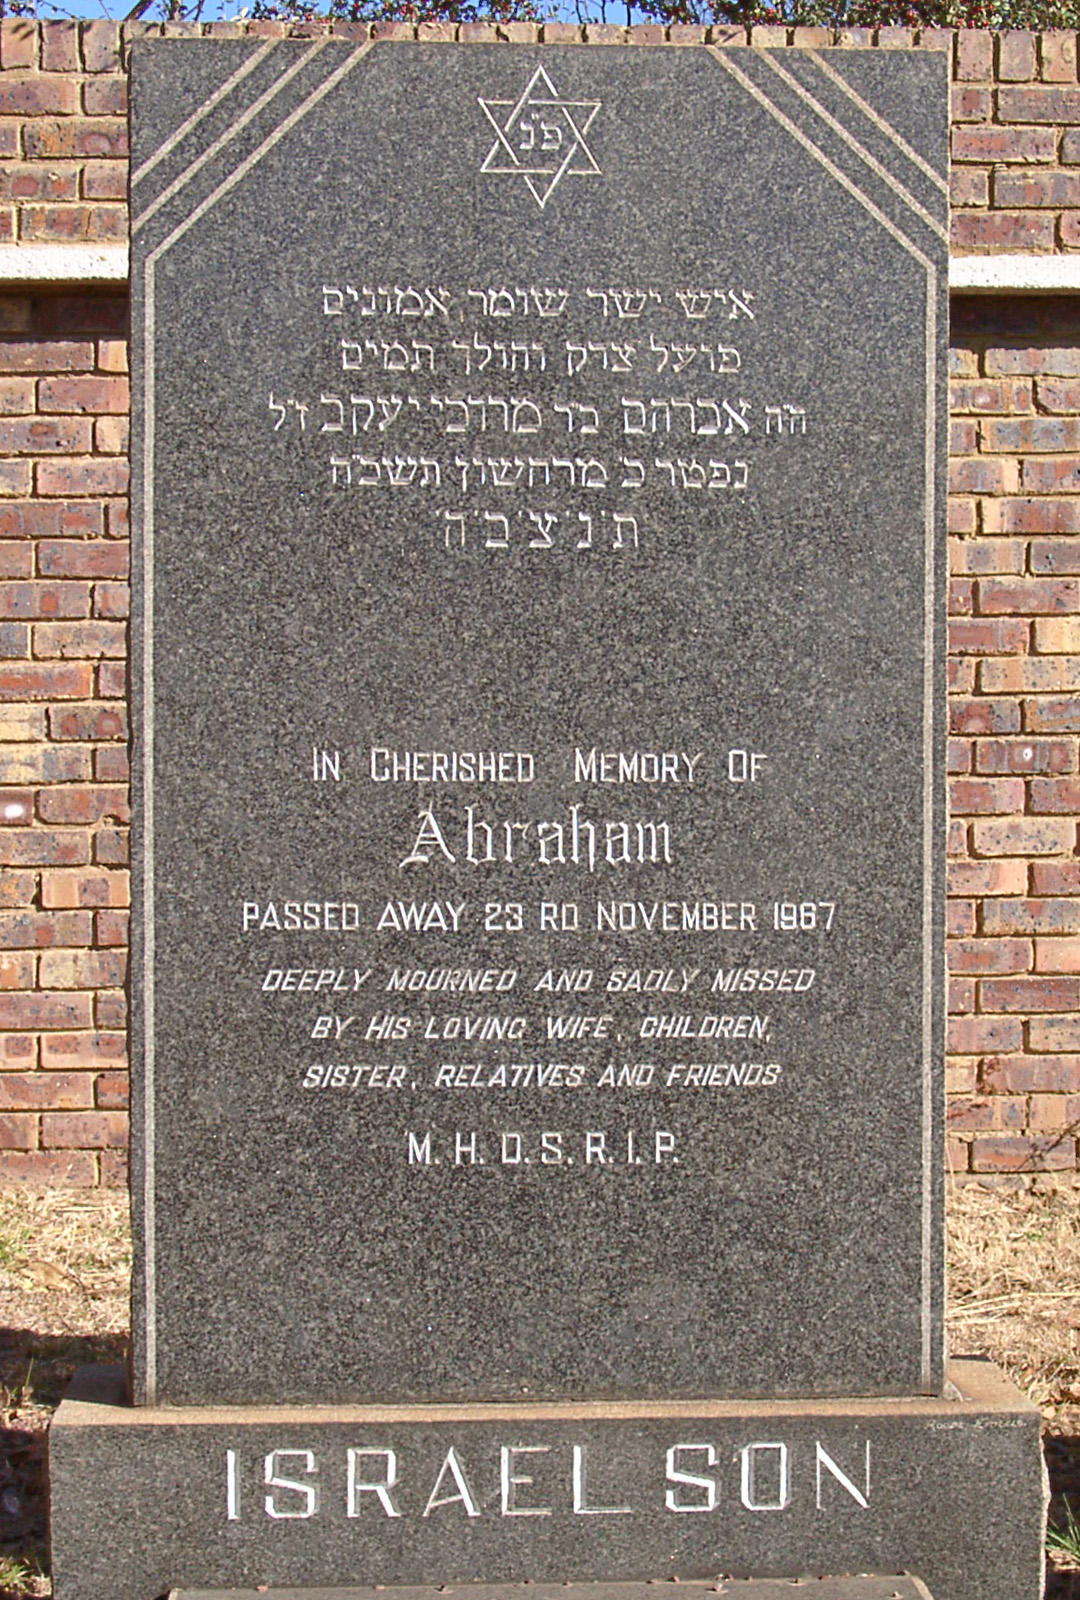 פ"נ
איש ישר שומר אמונים
פועל צדק והולך תמים
ה"ה אברהם ב"ר מרדכי יעקב ז"ל
נפטר כ' מרחשון תשכ"ח
ת' נ' צ' ב' ה'
IN CHERISHED MEMORY OF
Abraham
PASSED AWAY 23 RD NOVEMBER 1967
DEEPLY MOURNED AND SADLY MISSED
BY HIS LOVING WIFE, CHILDREN,
SISTER, RELATIVES AND FRIENDS
M. H. D. S. R. I. P.
ISRAELSON